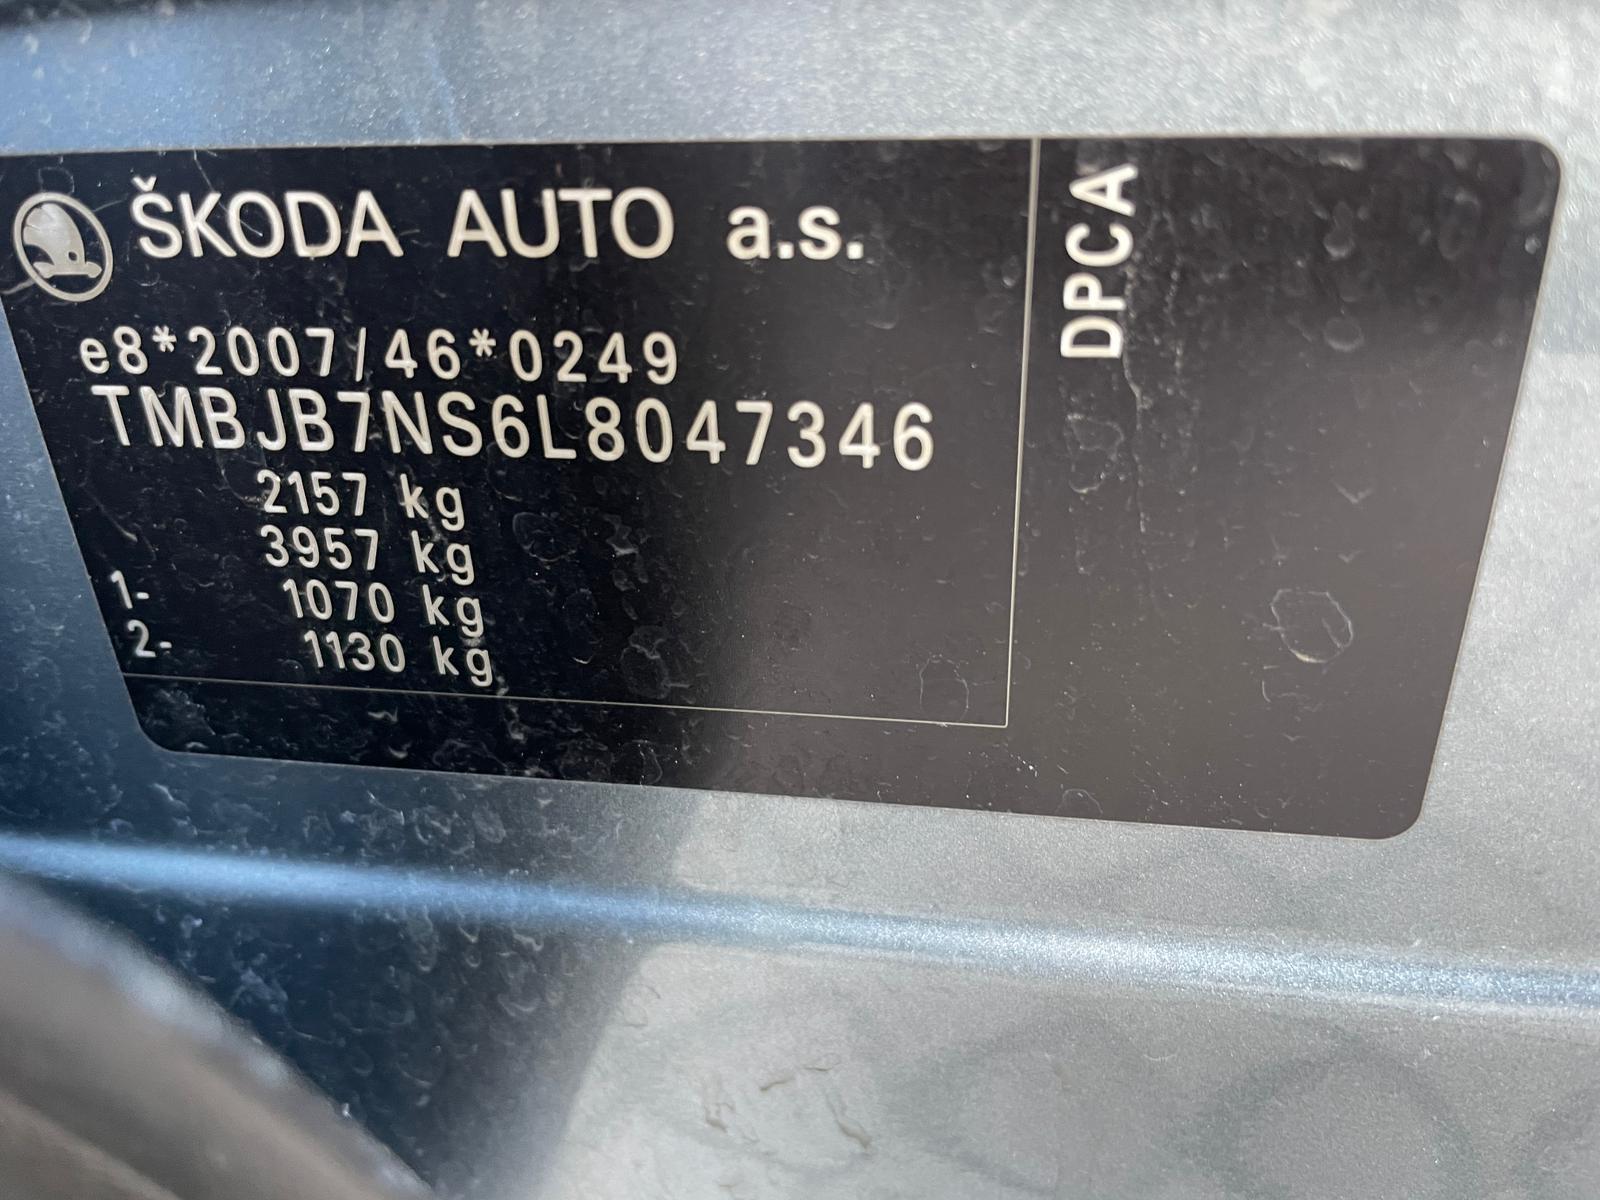 ŠKODA AUTO a.s.
e8*2007/46*0249
TMBJB7NS6L8047346
2157 kg
3957 kg
1- 1070 kg
2- 1130 kg
DPCA